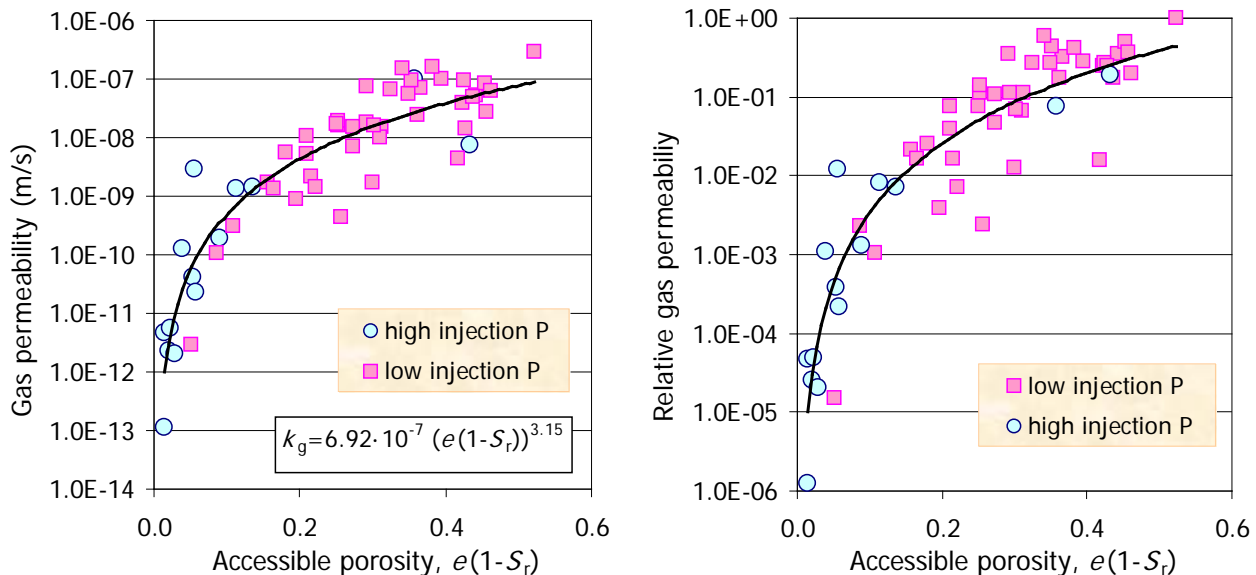 Gas permeability (m/s)
1.0E-06
1.0E-07
1.0E-08
1.0E-09
1.0E-10
1.0E-11
1.0E-12
1.0E-13
1.0E-14
high injection P
low injection P
kg=6.92·10-7 (e(1-Sr))3.15
0.0 0.2 0.4 0.6
Accessible porosity, e(1-Sr)
Relative gas permeabiliy
1.0E+00
1.0E-01
1.0E-02
1.0E-03
1.0E-04
1.0E-05
1.0E-06
low injection P
high injection P
0.0 0.2 0.4 0.6
Accessible porosity, e(1-Sr)